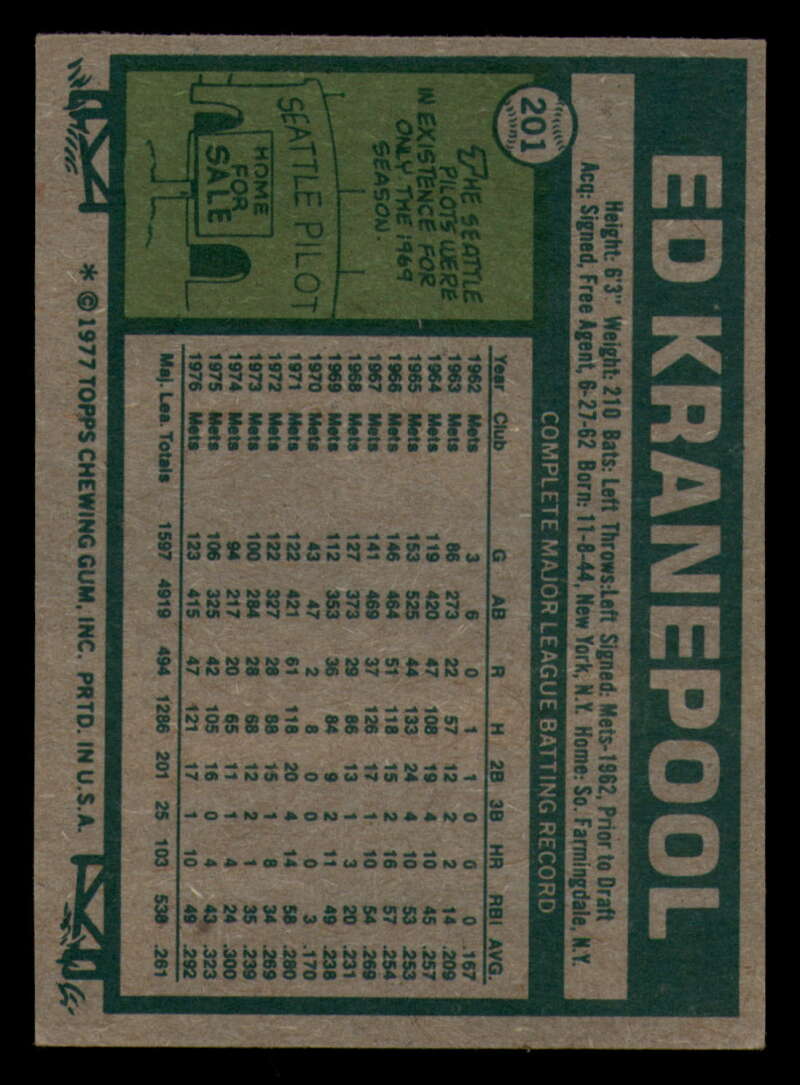 201
ED KRANEPOOL
Height: 6'3" Weight: 210 Bats: Left Throws:Left Signed: Mets-1962, Prior to Draft
Acq: Signed, Free Agent, 6-27-62 Born: 11-8-44, New York, N.Y. Home: So. Farmingdale, N.Y.
THE SEATTLE
PILOTS WERE
IN EXISTENCE FOR
ONLY THE 1969
SEASON.
SEATTLE PILOT
HOME
FOR
SALE
COMPLETE MAJOR LEAGUE BATTING RECORD
Year Club G AB R H 2B 3B HR RBI AVG.
1962 Mets 3 6 0 1 1 0 0 0 .167
1963 Mets 86 273 22 57 12 2 2 14 .209
1964 Mets 119 420 47 108 19 4 10 45 .257
1965 Mets 153 525 44 133 24 4 10 53 .253
1966 Mets 146 464 51 118 15 2 16 57 .254
1967 Mets 141 469 37 126 17 1 10 54 .269
1968 Mets 127 373 29 86 13 1 3 20 .231
1969 Mets 112 353 36 84 9 2 11 49 .238
1970 Mets 43 47 2 8 0 0 0 3 .170
1971 Mets 122 421 61 118 20 4 14 58 .280
1972 Mets 122 327 28 88 15 1 8 34 .269
1973 Mets 100 284 28 68 12 2 1 35 .239
1974 Mets 94 217 20 65 11 1 4 24 .300
1975 Mets 106 325 42 105 16 0 4 43 .323
1976 Mets 123 415 47 121 17 1 10 49 .292
Maj. Lea. Totals 1597 4919 494 1286 201 25 103 538 .261
* ©1977 TOPPS CHEWING GUM, INC. PRTD. IN U.S.A.